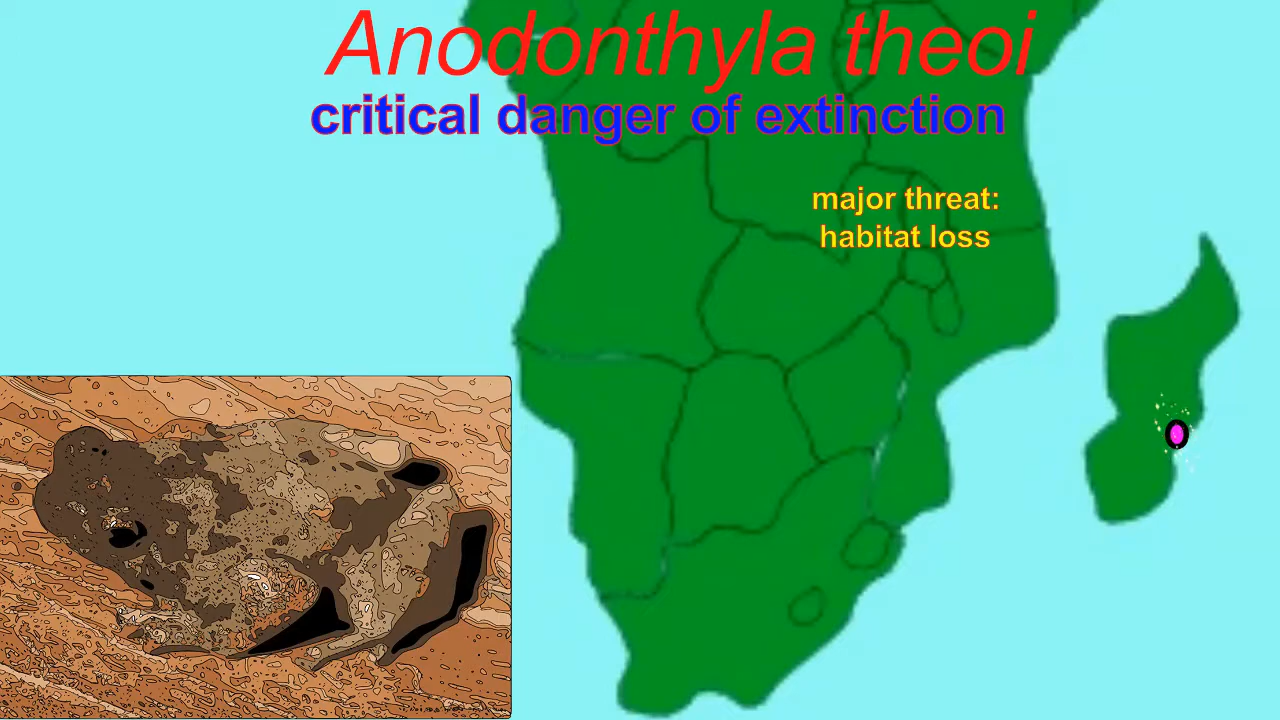 Anodonthyla theoi
critical danger of extinction
major threat:
habitat loss